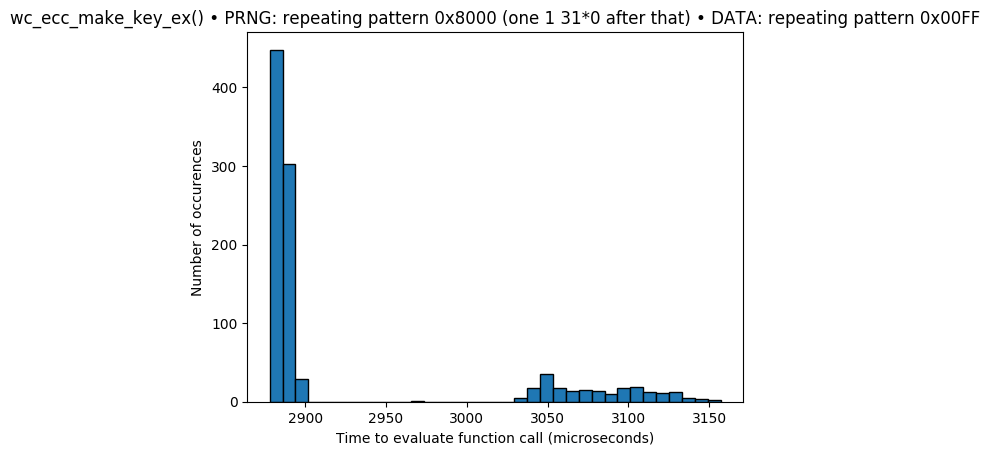 wc_ecc_make_key_ex() • PRNG: repeating pattern 0x8000 (one 1 31*0 after that) • DATA: repeating pattern 0x00FF
400
300
200
100
0
Number of occurences
2900 2950 3000 3050 3100 3150
Time to evaluate function call (microseconds)